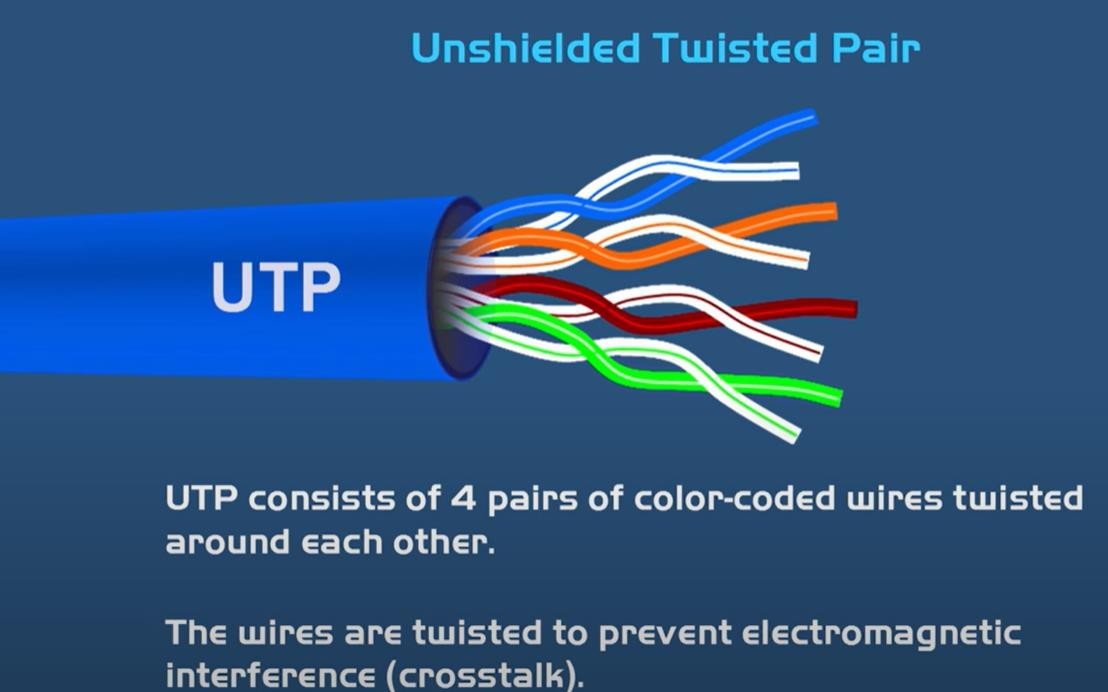 Unshielded Twisted Pair
UTP
UTP consists of 4 pairs of color-coded wires twisted
around each other.
The wires are twisted to prevent electromagnetic
interference (crosstalk).